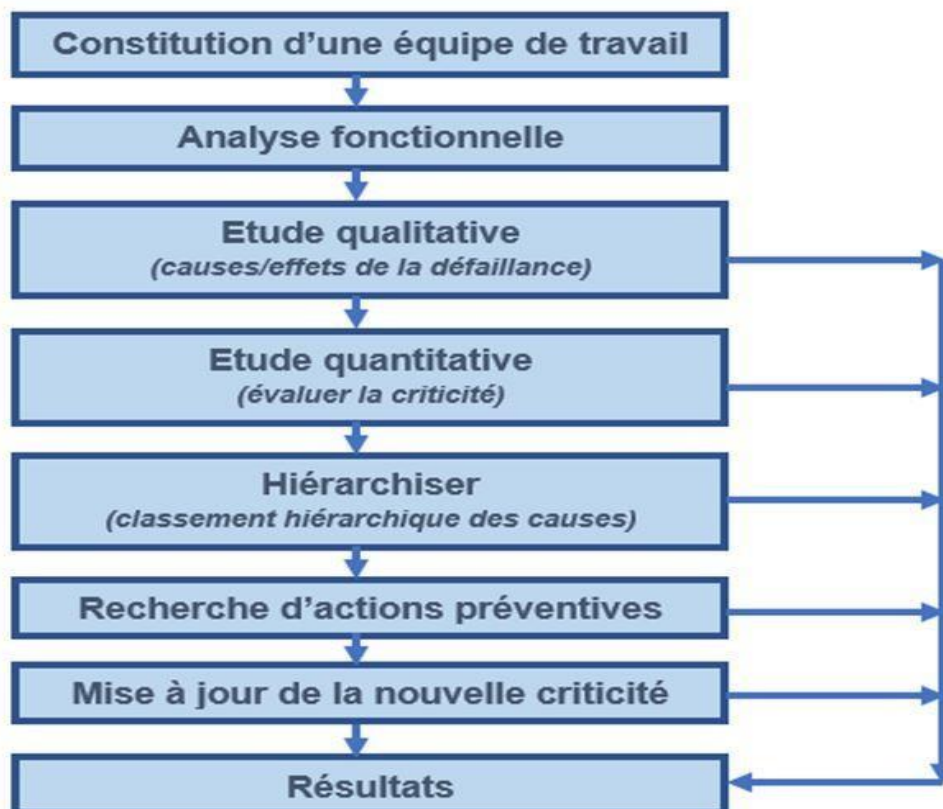 Constitution d'une équipe de travail
Analyse fonctionnelle
Etude qualitative
(causes/effets de la défaillance)
Etude quantitative
(évaluer la criticité)
Hiérarchiser
(classement hiérarchique des causes)
Recherche d'actions préventives
Mise à jour de la nouvelle criticité
Résultats